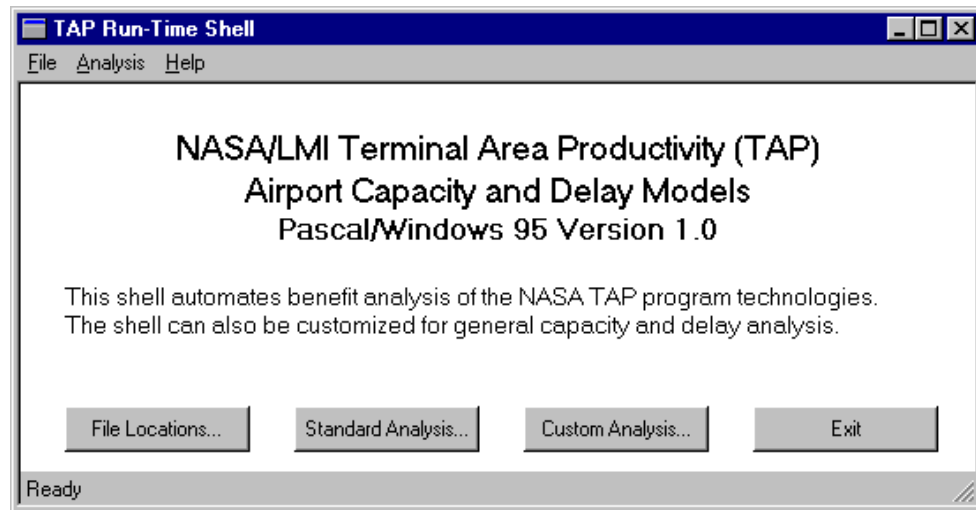 TAP Run-Time Shell
File Analysis Help
NASA/LMI Terminal Area Productivity (TAP)
Airport Capacity and Delay Models
Pascal/Windows 95 Version 1.0
This shell automates benefit analysis of the NASA TAP program technologies.
The shell can also be customized for general capacity and delay analysis.
File Locations... Standard Analysis... Custom Analysis... Exit
Ready